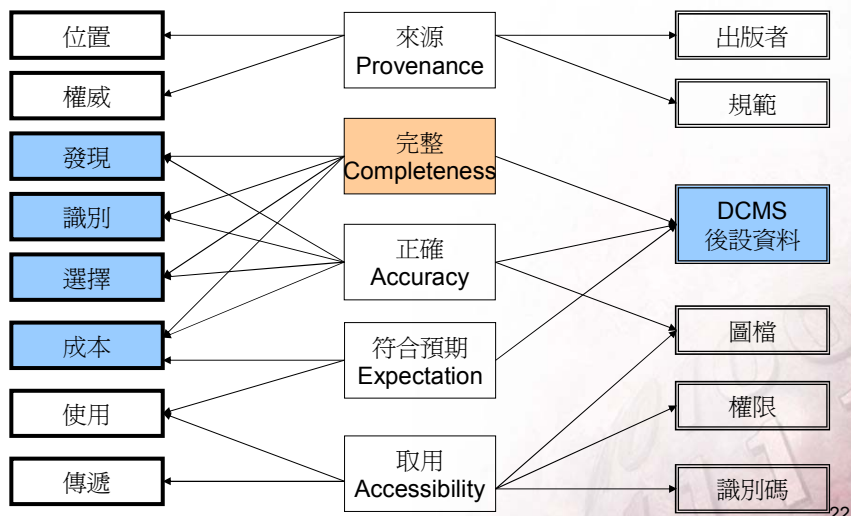 位置
權威
發現
識別
選擇
成本
使用
傳遞
來源
Provenance
完整
Completeness
正確
Accuracy
符合預期
Expectation
取用
Accessibility
出版者
規範
DCMS
後設資料
圖檔
權限
識別碼
22